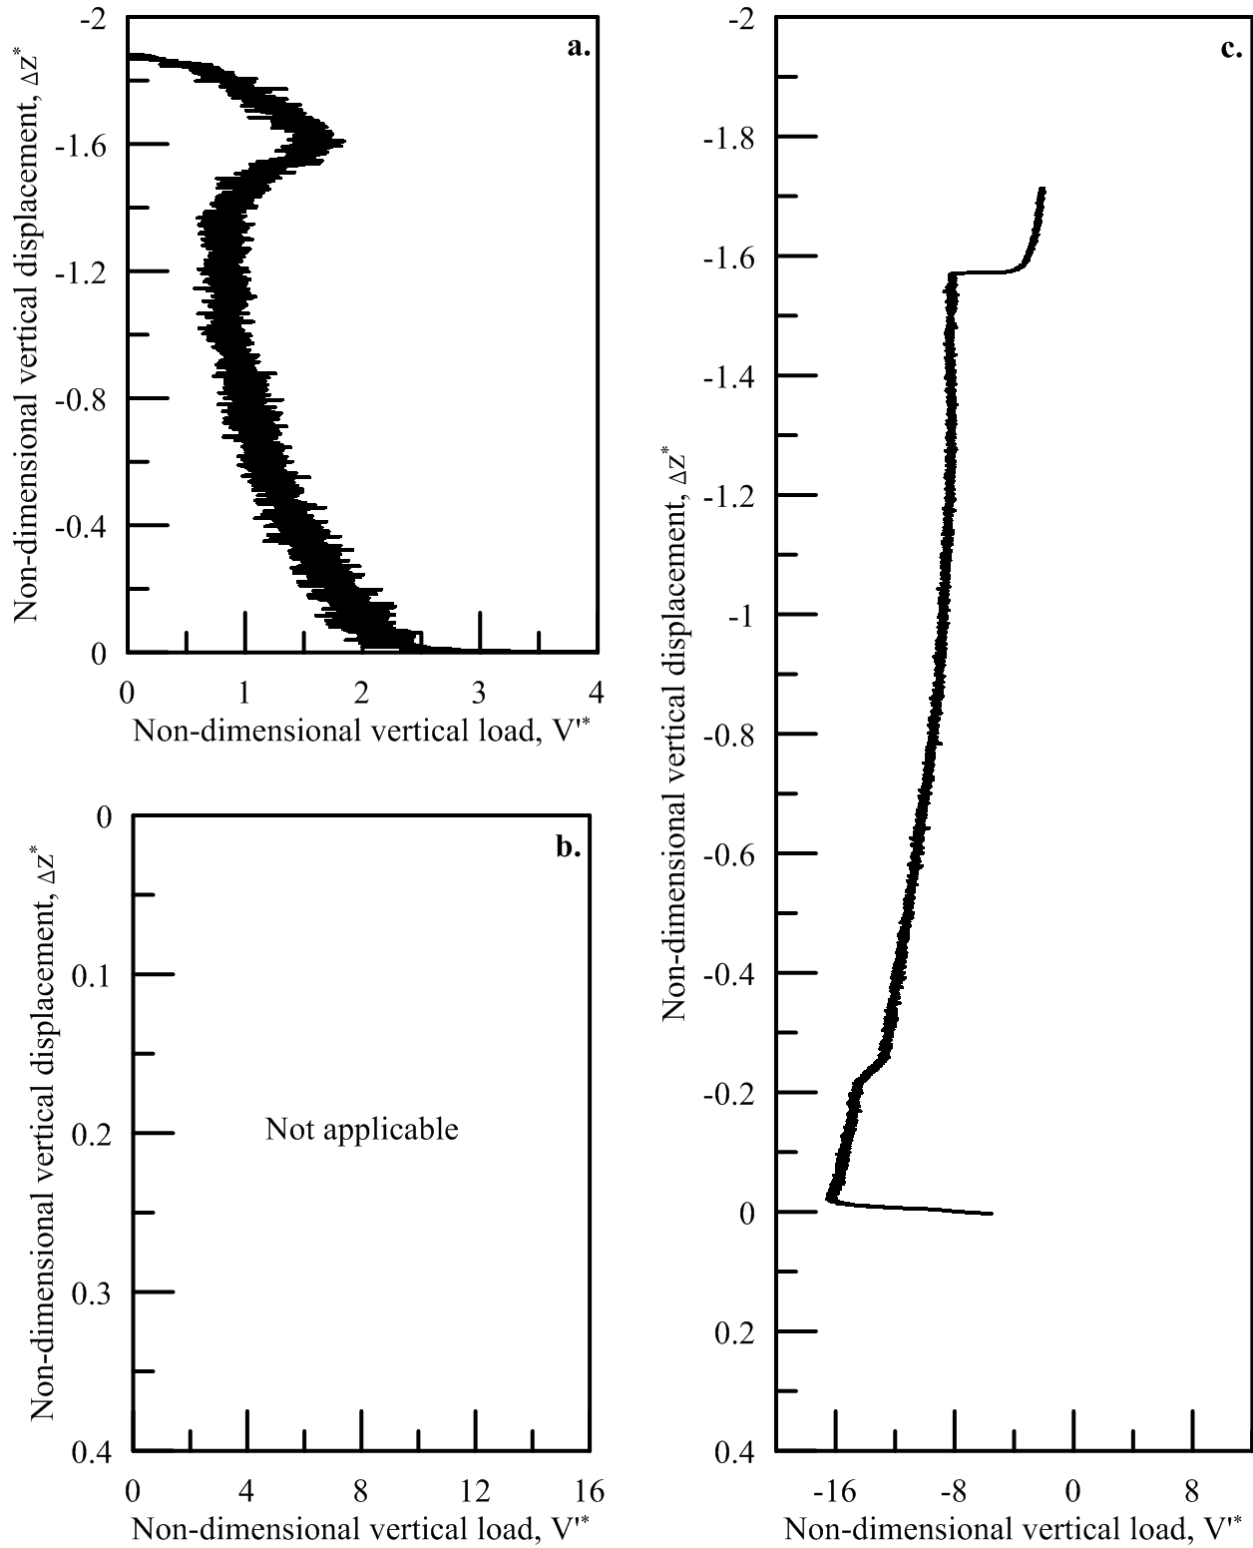 a.
Non-dimensional vertical displacement, Δz*
-2
-1.6
-1.2
-0.8
-0.4
0
0 1 2 3 4
Non-dimensional vertical load, V'*
b.
Non-dimensional vertical displacement, Δz*
0
0.1
0.2
0.3
0.4
Not applicable
0 4 8 12 16
Non-dimensional vertical load, V'*
c.
Non-dimensional vertical displacement, Δz*
-2
-1.8
-1.6
-1.4
-1.2
-1
-0.8
-0.6
-0.4
-0.2
0
0.2
0.4
-16 -8 0 8
Non-dimensional vertical load, V'*